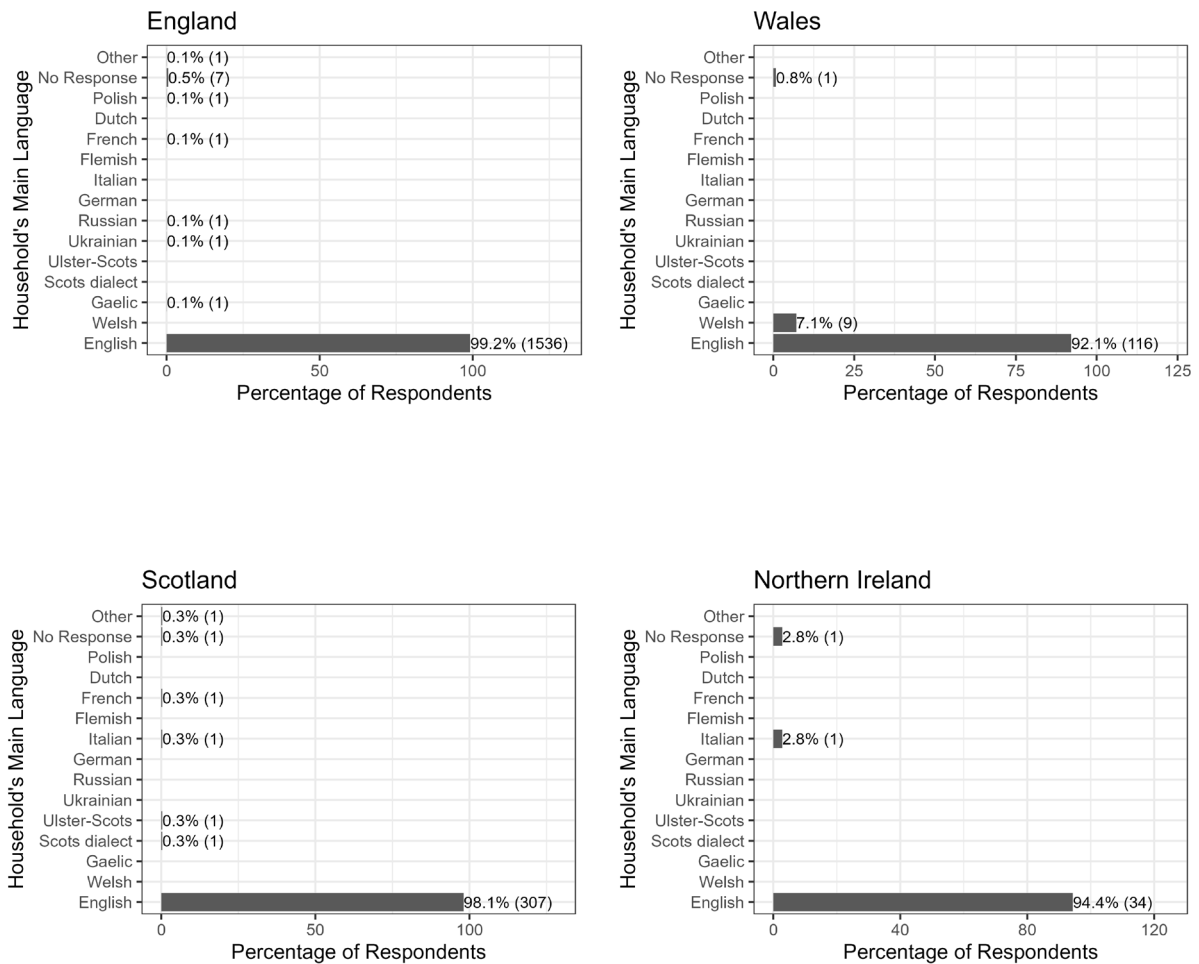 England
Household's Main Language
Other 0.1% (1)
No Response 0.5% (7)
Polish 0.1% (1)
Dutch
French 0.1% (1)
Flemish
Italian
German
Russian 0.1% (1)
Ukrainian 0.1% (1)
Ulster-Scots
Scots dialect
Gaelic 0.1% (1)
Welsh
English 99.2% (1536)
0 50 100
Percentage of Respondents
Wales
Household's Main Language
Other
No Response 0.8% (1)
Polish
Dutch
French
Flemish
Italian
German
Russian
Ukrainian
Ulster-Scots
Scots dialect
Gaelic
Welsh 7.1% (9)
English 92.1% (116)
0 25 50 75 100 125
Percentage of Respondents
Scotland
Household's Main Language
Other 0.3% (1)
No Response 0.3% (1)
Polish
Dutch
French 0.3% (1)
Flemish
Italian 0.3% (1)
German
Russian
Ukrainian
Ulster-Scots 0.3% (1)
Scots dialect 0.3% (1)
Gaelic
Welsh
English 98.1% (307)
0 50 100
Percentage of Respondents
Northern Ireland
Household's Main Language
Other
No Response 2.8% (1)
Polish
Dutch
French
Flemish
Italian 2.8% (1)
German
Russian
Ukrainian
Ulster-Scots
Scots dialect
Gaelic
Welsh
English 94.4% (34)
0 40 80 120
Percentage of Respondents